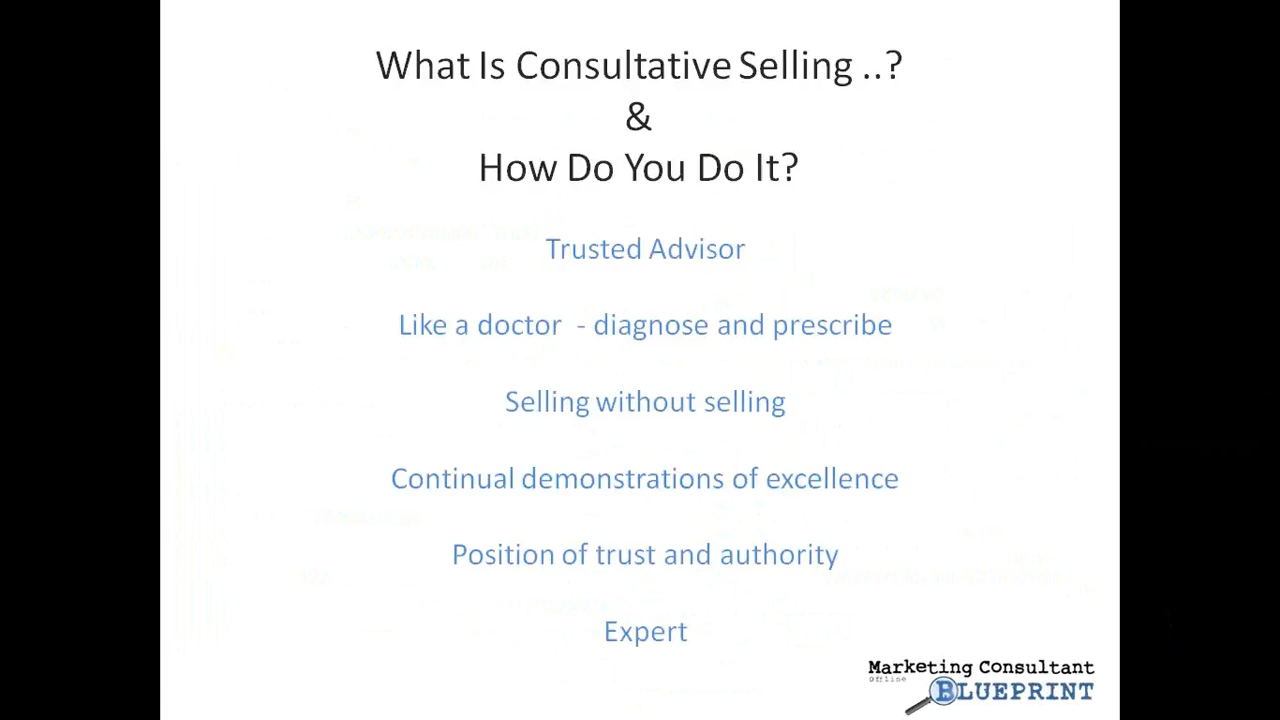 What Is Consultative Selling ..?
&
How Do You Do It?
Trusted Advisor
Like a doctor - diagnose and prescribe
Selling without selling
Continual demonstrations of excellence
Position of trust and authority
Expert
Marketing Consultant
Offline
BLUEPRINT